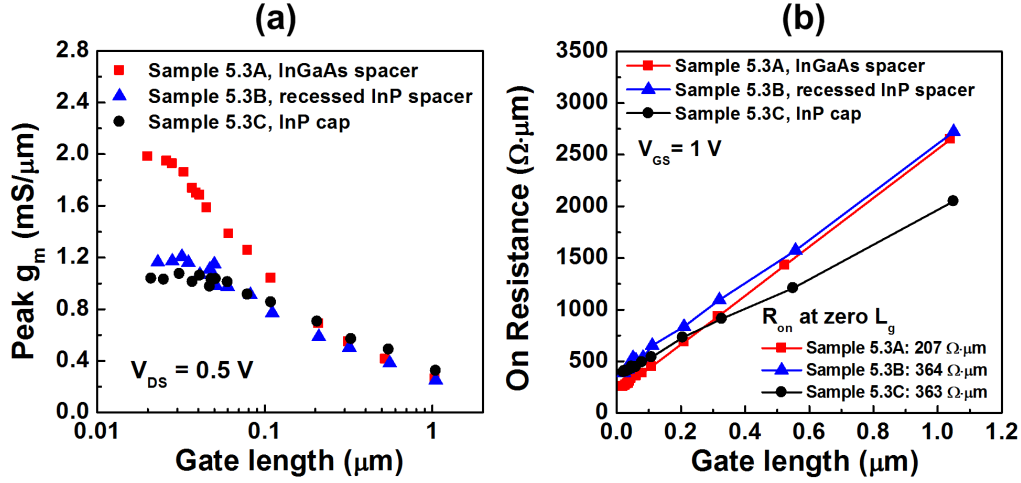 (a)
2.8
2.4
2.0
1.6
1.2
0.8
0.4
0.0
Peak gm (mS/μm)
Sample 5.3A, InGaAs spacer
Sample 5.3B, recessed InP spacer
Sample 5.3C, InP cap
VDS = 0.5 V
0.01
0.1
1
Gate length (μm)
(b)
3500
3000
2500
2000
1500
1000
500
0
On Resistance (Ω·μm)
Sample 5.3A, InGaAs spacer
Sample 5.3B, recessed InP spacer
Sample 5.3C, InP cap
VGS= 1 V
Ron at zero Lg
Sample 5.3A: 207 Ω·μm
Sample 5.3B: 364 Ω·μm
Sample 5.3C: 363 Ω·μm
0.0 0.2 0.4 0.6 0.8 1.0 1.2
Gate length (μm)